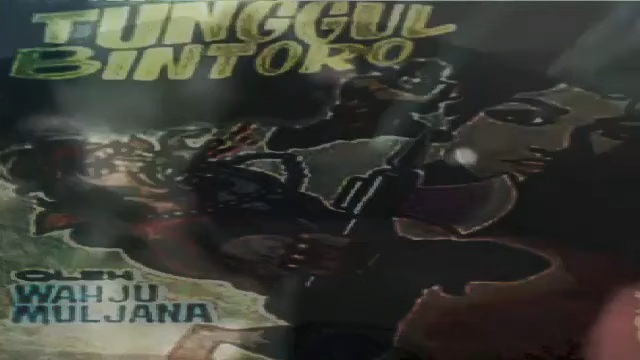 TUNGGUL
BINTORO
OLEH
WAHJU
MULJANA